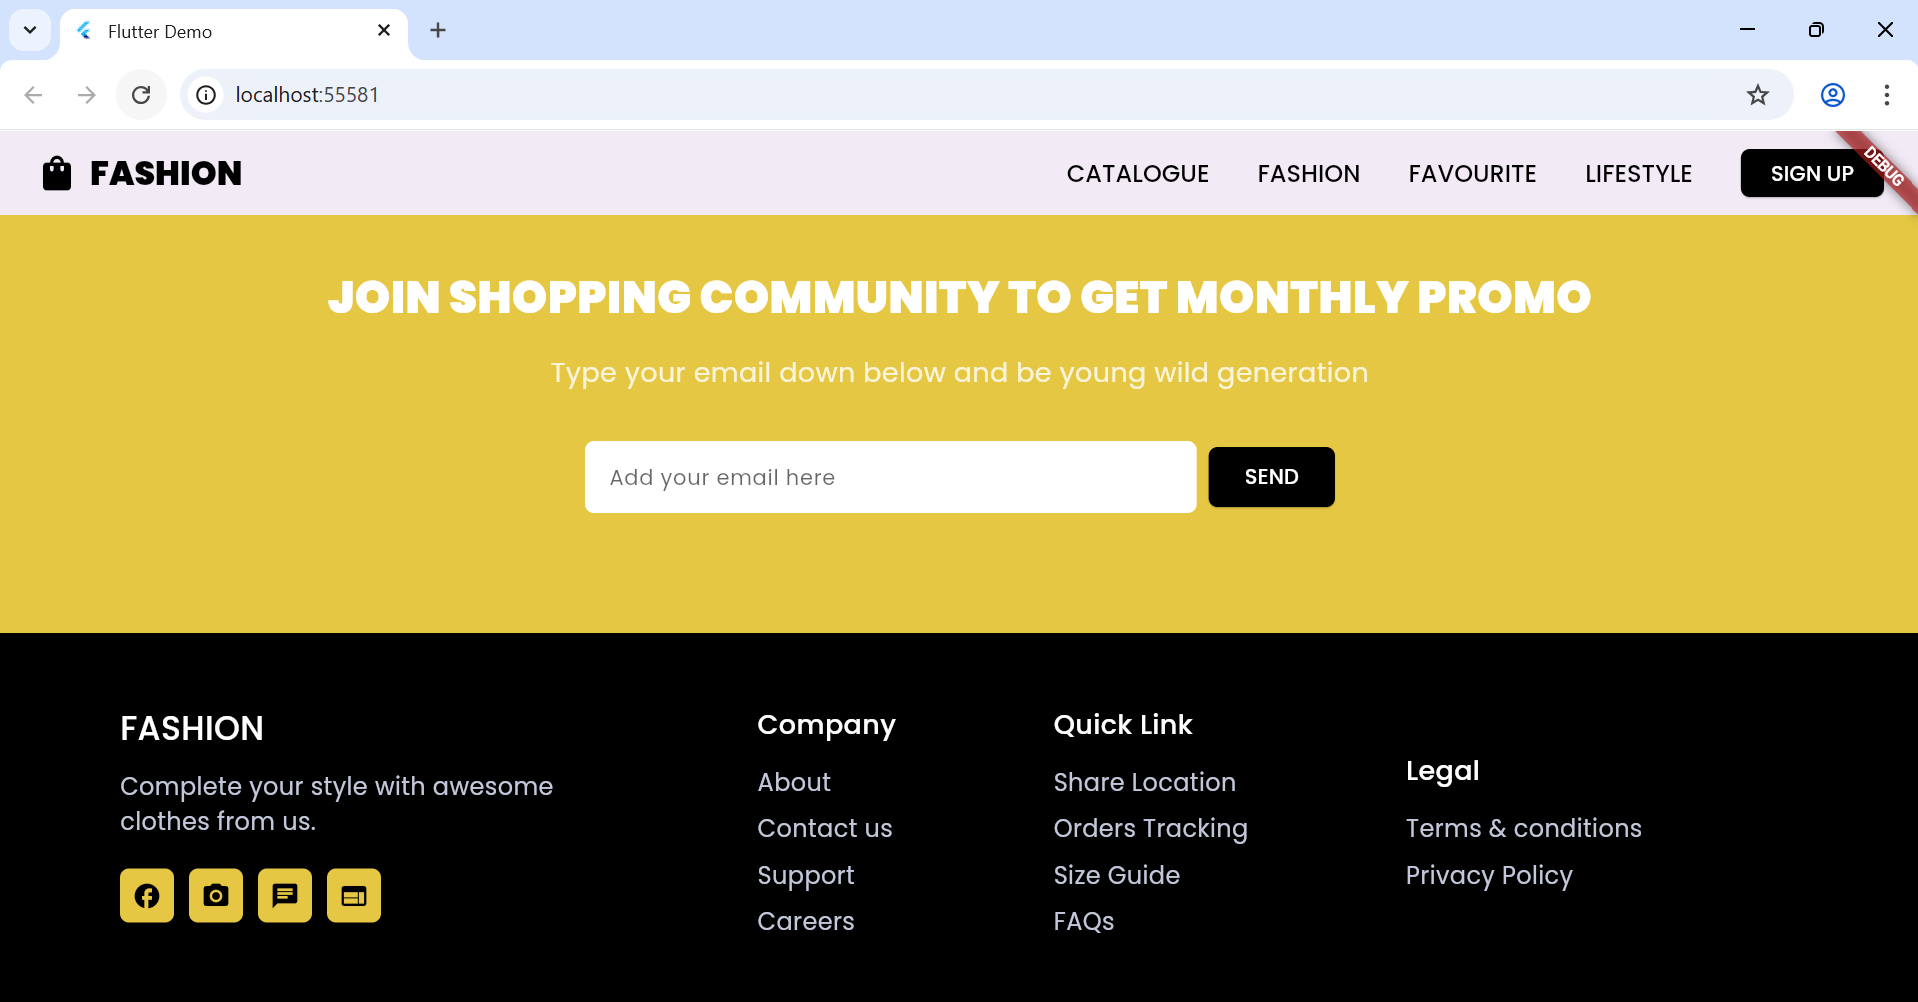 Flutter Demo
localhost:55581
FASHION
CATALOGUE FASHION FAVOURITE LIFESTYLE SIGN UP
DEBUG
JOIN SHOPPING COMMUNITY TO GET MONTHLY PROMO
Type your email down below and be young wild generation
Add your email here
SEND
FASHION
Complete your style with awesome
clothes from us.
Company
About
Contact us
Support
Careers
Quick Link
Share Location
Orders Tracking
Size Guide
FAQs
Legal
Terms & conditions
Privacy Policy